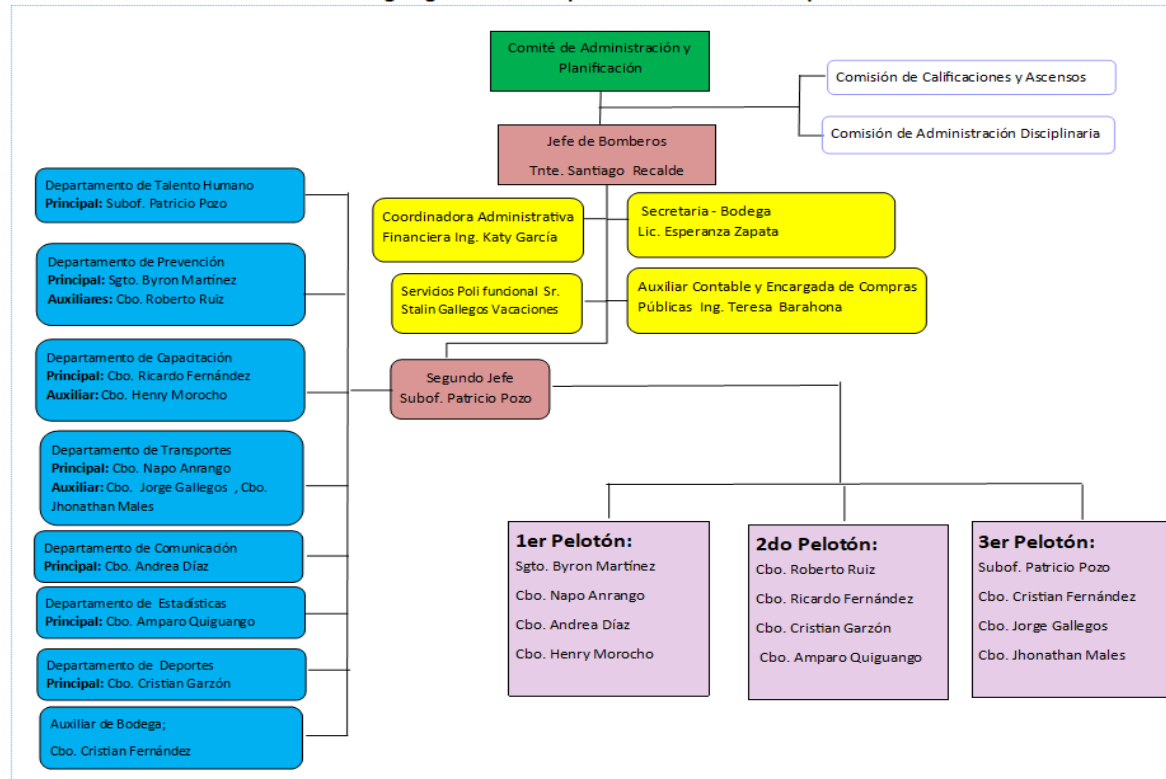 Comité de Administración y
Planificación
Comisión de Calificaciones y Ascensos
Comisión de Administración Disciplinaria
Jefe de Bomberos
Tnte. Santiago Recalde
Coordinadora Administrativa
Financiera Ing. Katy García
Secretaria - Bodega
Lic. Esperanza Zapata
Servicios Poli funcional Sr.
Stalin Gallegos Vacaciones
Auxiliar Contable y Encargada de Compras
Públicas Ing. Teresa Barahona
Segundo Jefe
Subof. Patricio Pozo
Departamento de Talento Humano
Principal: Subof. Patricio Pozo
Departamento de Prevención
Principal: Sgto. Byron Martínez
Auxiliares: Cbo. Roberto Ruiz
Departamento de Capacitación
Principal: Cbo. Ricardo Fernández
Auxiliar: Cbo. Henry Morocho
Departamento de Transportes
Principal: Cbo. Napo Anrango
Auxiliar: Cbo. Jorge Gallegos , Cbo.
Jhonathan Males
Departamento de Comunicación
Principal: Cbo. Andrea Díaz
Departamento de Estadísticas
Principal: Cbo. Amparo Quiguango
Departamento de Deportes
Principal: Cbo. Cristian Garzón
Auxiliar de Bodega;
Cbo. Cristian Fernández
1er Pelotón:
Sgto. Byron Martínez
Cbo. Napo Anrango
Cbo. Andrea Díaz
Cbo. Henry Morocho
2do Pelotón:
Cbo. Roberto Ruiz
Cbo. Ricardo Fernández
Cbo. Cristian Garzón
Cbo. Amparo Quiguango
3er Pelotón:
Subof. Patricio Pozo
Cbo. Cristian Fernández
Cbo. Jorge Gallegos
Cbo. Jhonathan Males